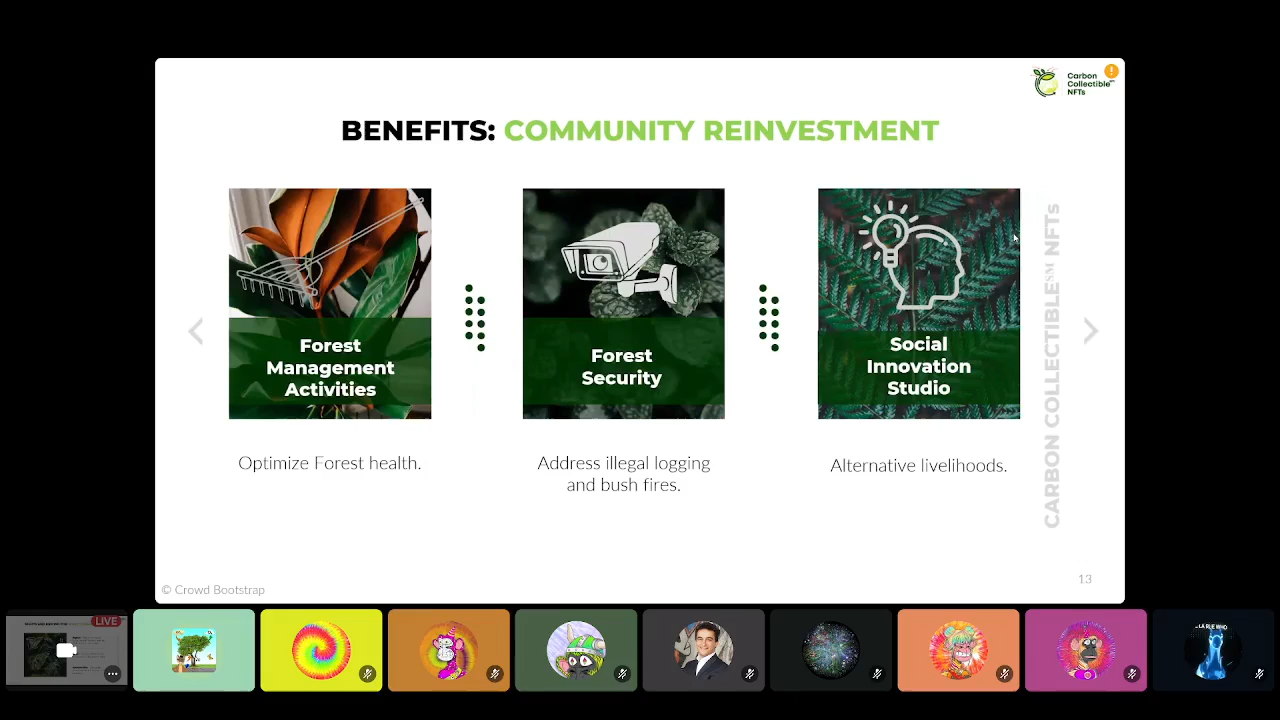 Carbon
Collectible℠
NFTs
BENEFITS: COMMUNITY REINVESTMENT
Forest
Management
Activities
Forest
Security
Social
Innovation
Studio
CARBON COLLECTIBLE℠ NFTs
Optimize Forest health.
Address illegal logging
and bush fires.
Alternative livelihoods.
13
© Crowd Bootstrap
LIVE